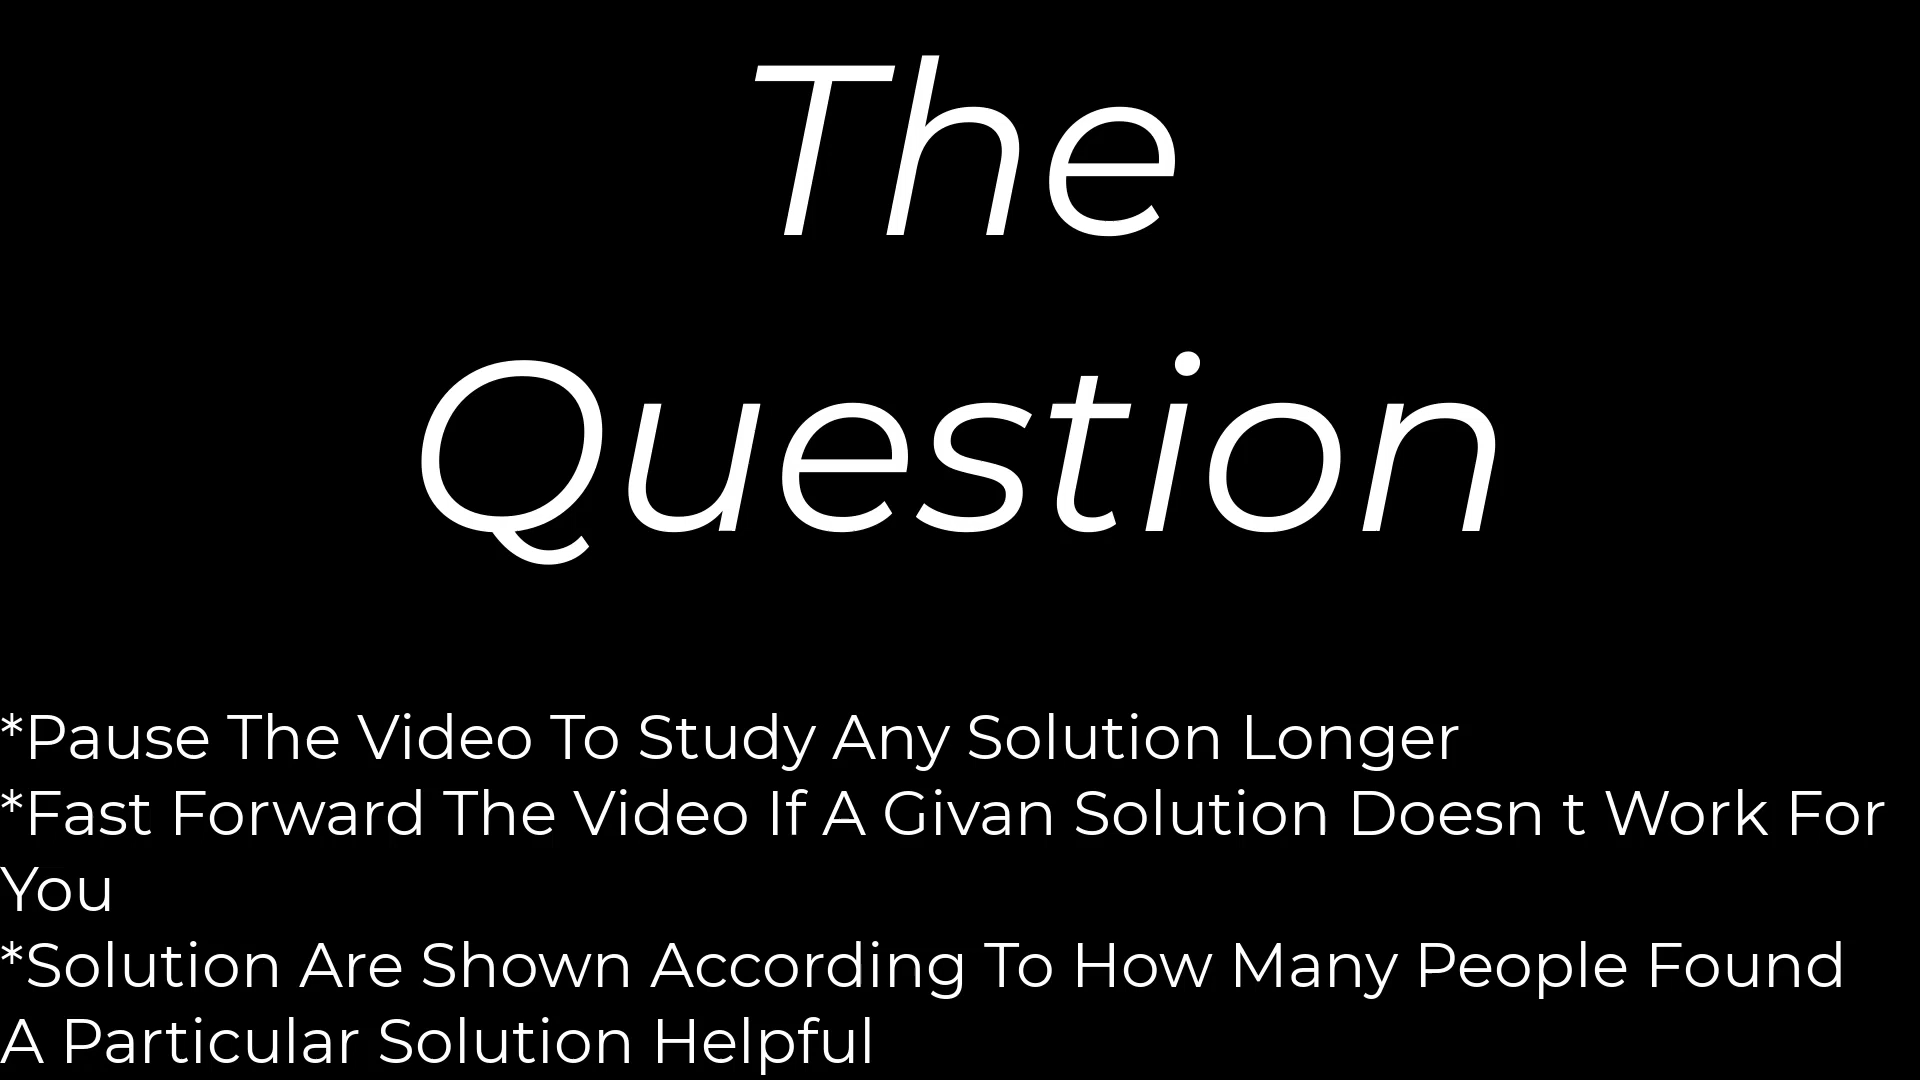 The
Question
*Pause The Video To Study Any Solution Longer
*Fast Forward The Video If A Givan Solution Doesn t Work For
You
*Solution Are Shown According To How Many People Found
A Particular Solution Helpful